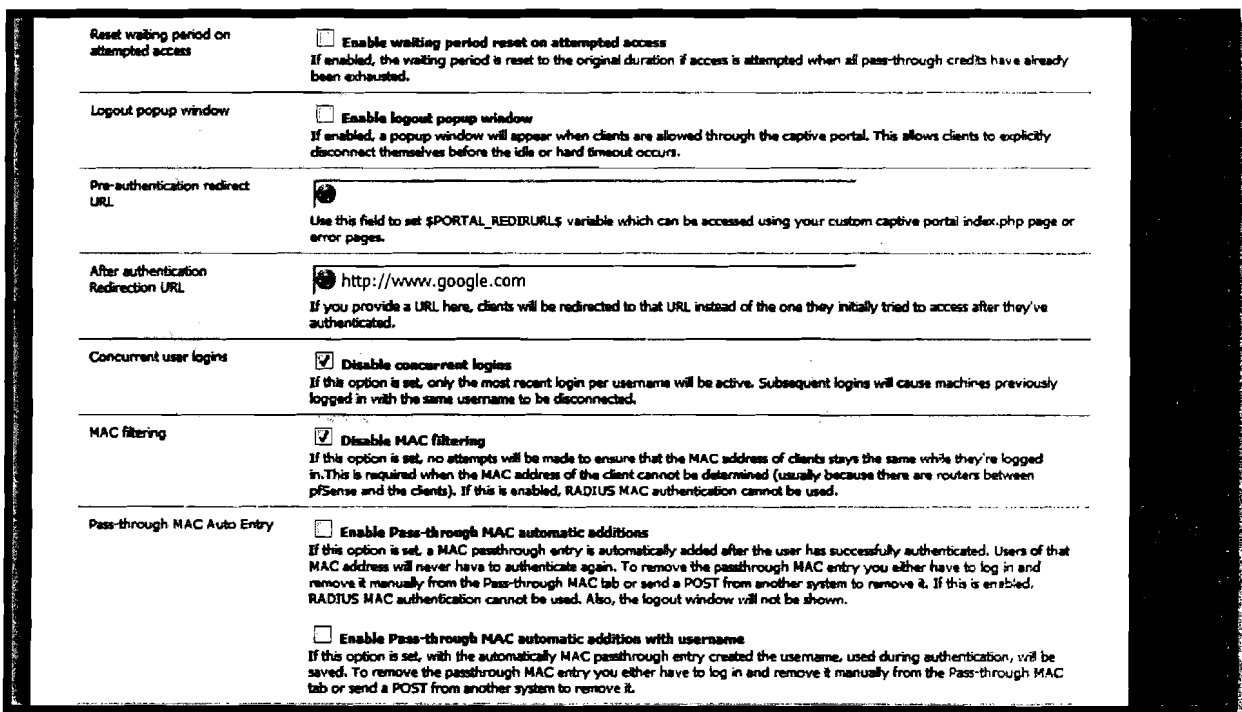 Reset waiting period on
attempted access
Enable waiting period reset on attempted access
If enabled, the waiting period is reset to the original duration if access is attempted when all pass-through credits have already
been exhausted.
Logout popup window
Enable logout popup window
If enabled, a popup window will appear when clients are allowed through the captive portal. This allows clients to explicitly
disconnect themselves before the idle or hard timeout occurs.
Pre-authentication redirect
URL
Use this field to set $PORTAL_REDIRURL$ variable which can be accessed using your custom captive portal index.php page or
error pages.
After authentication
Redirection URL
http://www.google.com
If you provide a URL here, clients will be redirected to that URL instead of the one they initially tried to access after they've
authenticated.
Concurrent user logins
Disable concurrent logins
If this option is set, only the most recent login per username will be active. Subsequent logins will cause machines previously
logged in with the same username to be disconnected.
MAC filtering
Disable MAC filtering
If this option is set, no attempts will be made to ensure that the MAC address of clients stays the same while they're logged
in.This is required when the MAC address of the client cannot be determined (usually because there are routers between
pfSense and the clients). If this is enabled, RADIUS MAC authentication cannot be used.
Pass-through MAC Auto Entry
Enable Pass-through MAC automatic additions
If this option is set, a MAC passthrough entry is automatically added after the user has successfully authenticated. Users of that
MAC address will never have to authenticate again. To remove the passthrough MAC entry you either have to log in and
remove it manually from the Pass-through MAC tab or send a POST from another system to remove it. If this is enabled,
RADIUS MAC authentication cannot be used. Also, the logout window will not be shown.
Enable Pass-through MAC automatic addition with username
If this option is set, with the automatically MAC passthrough entry created the username, used during authentication, will be
saved. To remove the passthrough MAC entry you either have to log in and remove it manually from the Pass-through MAC
tab or send a POST from another system to remove it.